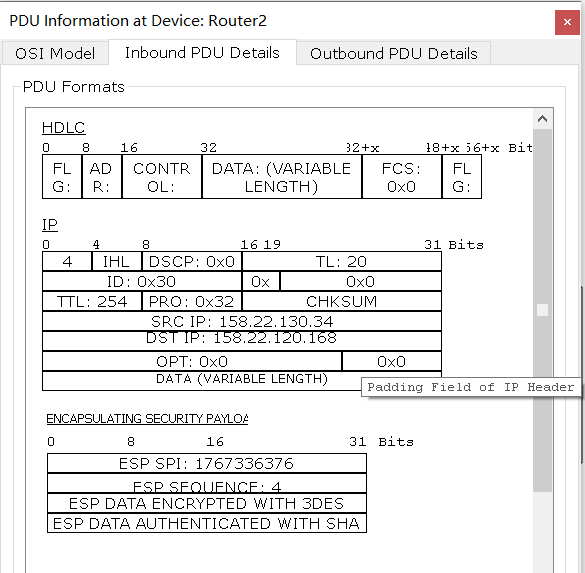 PDU Information at Device: Router2
OSI Model Inbound PDU Details Outbound PDU Details
PDU Formats
HDLC
0 8 16 32 32+x 48+x 56+x Bit
FL AD CONTR DATA: (VARIABLE FCS: FL
G: R: OL: LENGTH) 0x0 G:
IP
0 4 8 16 19 31 Bits
4 IHL DSCP: 0x0 TL: 20
ID: 0x30 0x 0x0
TTL: 254 PRO: 0x32 CHKSUM
SRC IP: 158.22.130.34
DST IP: 158.22.120.168
OPT: 0x0 0x0
DATA (VARIABLE LENGTH)
Padding Field of IP Header
ENCAPSULATING SECURITY PAYLOA
0 8 16 31 Bits
ESP SPI: 1767336376
ESP SEQUENCE: 4
ESP DATA ENCRYPTED WITH 3DES
ESP DATA AUTHENTICATED WITH SHA